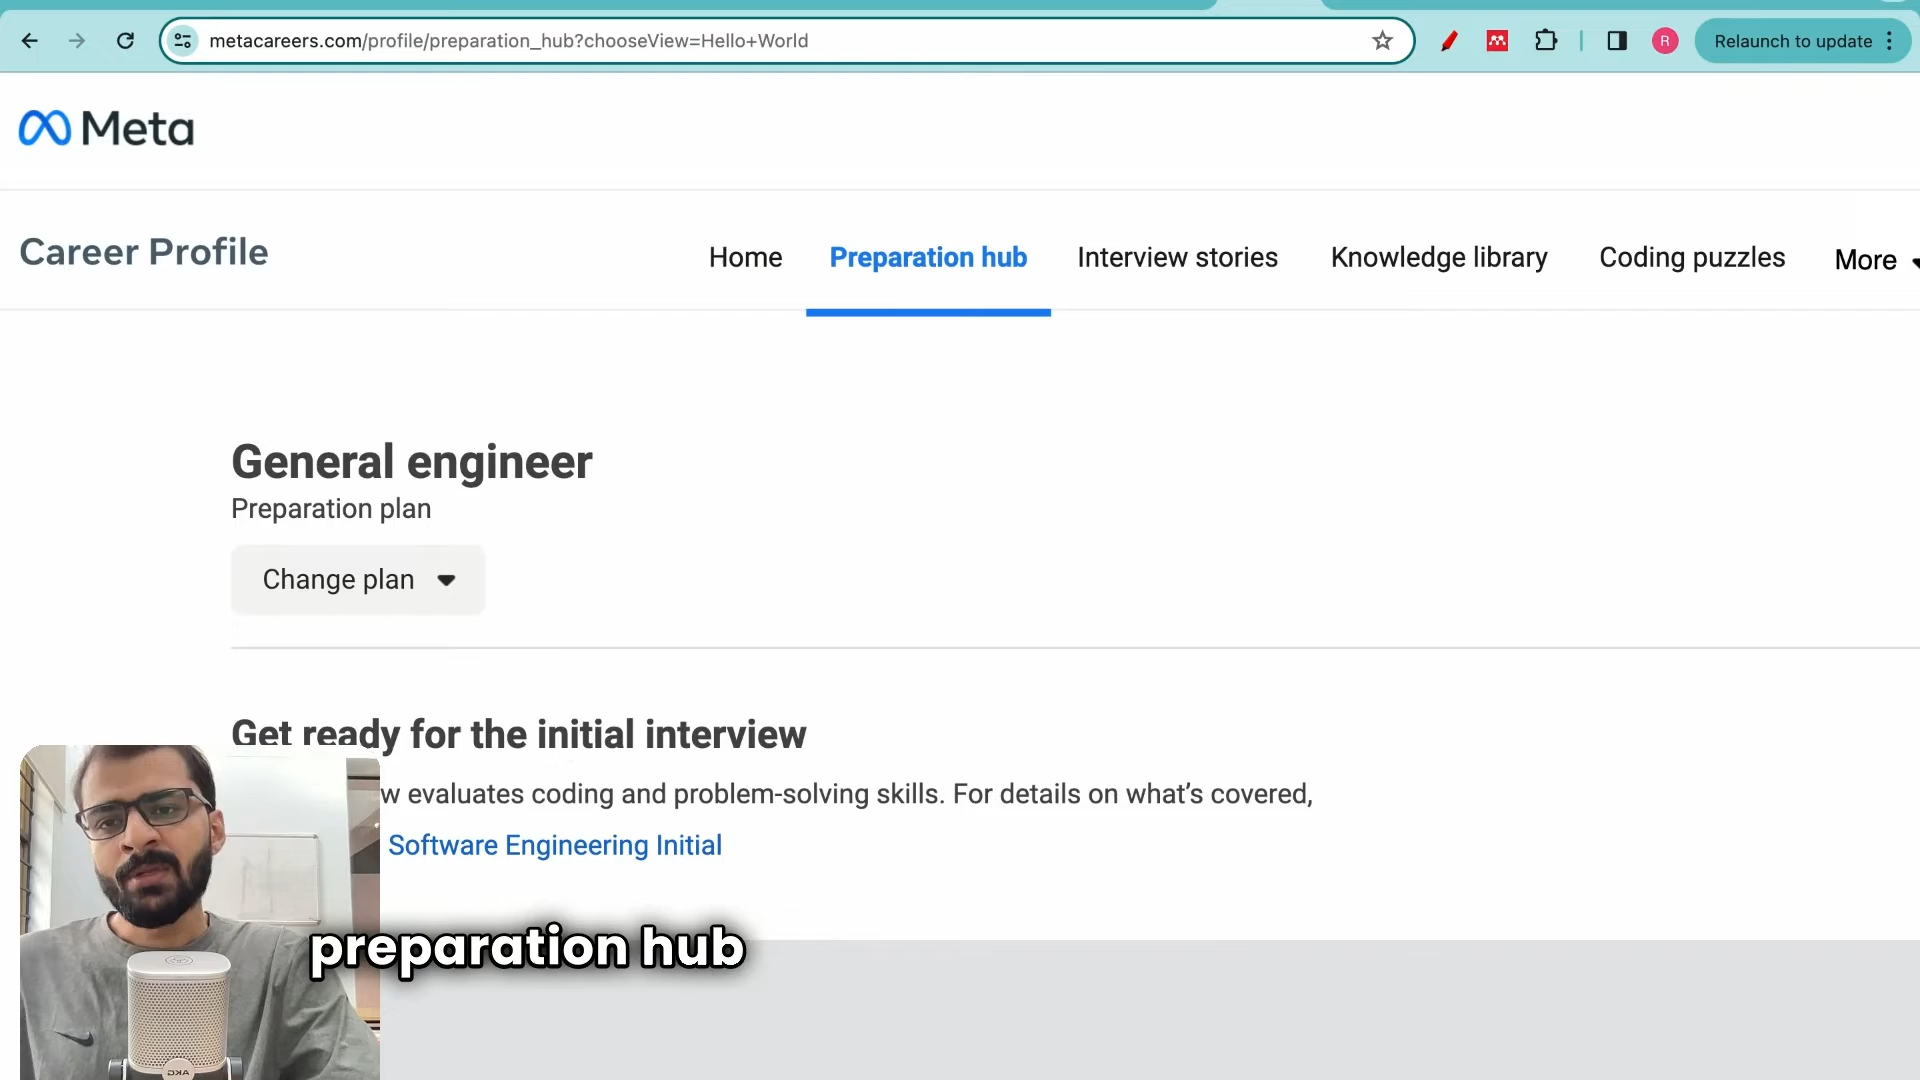 metacareers.com/profile/preparation_hub?chooseView=Hello+World
R
Relaunch to update
Meta
Career Profile
Home
Preparation hub
Interview stories
Knowledge library
Coding puzzles
More
General engineer
Preparation plan
Change plan
Get ready for the initial interview
w evaluates coding and problem-solving skills. For details on what’s covered,
Software Engineering Initial
preparation hub
AKG